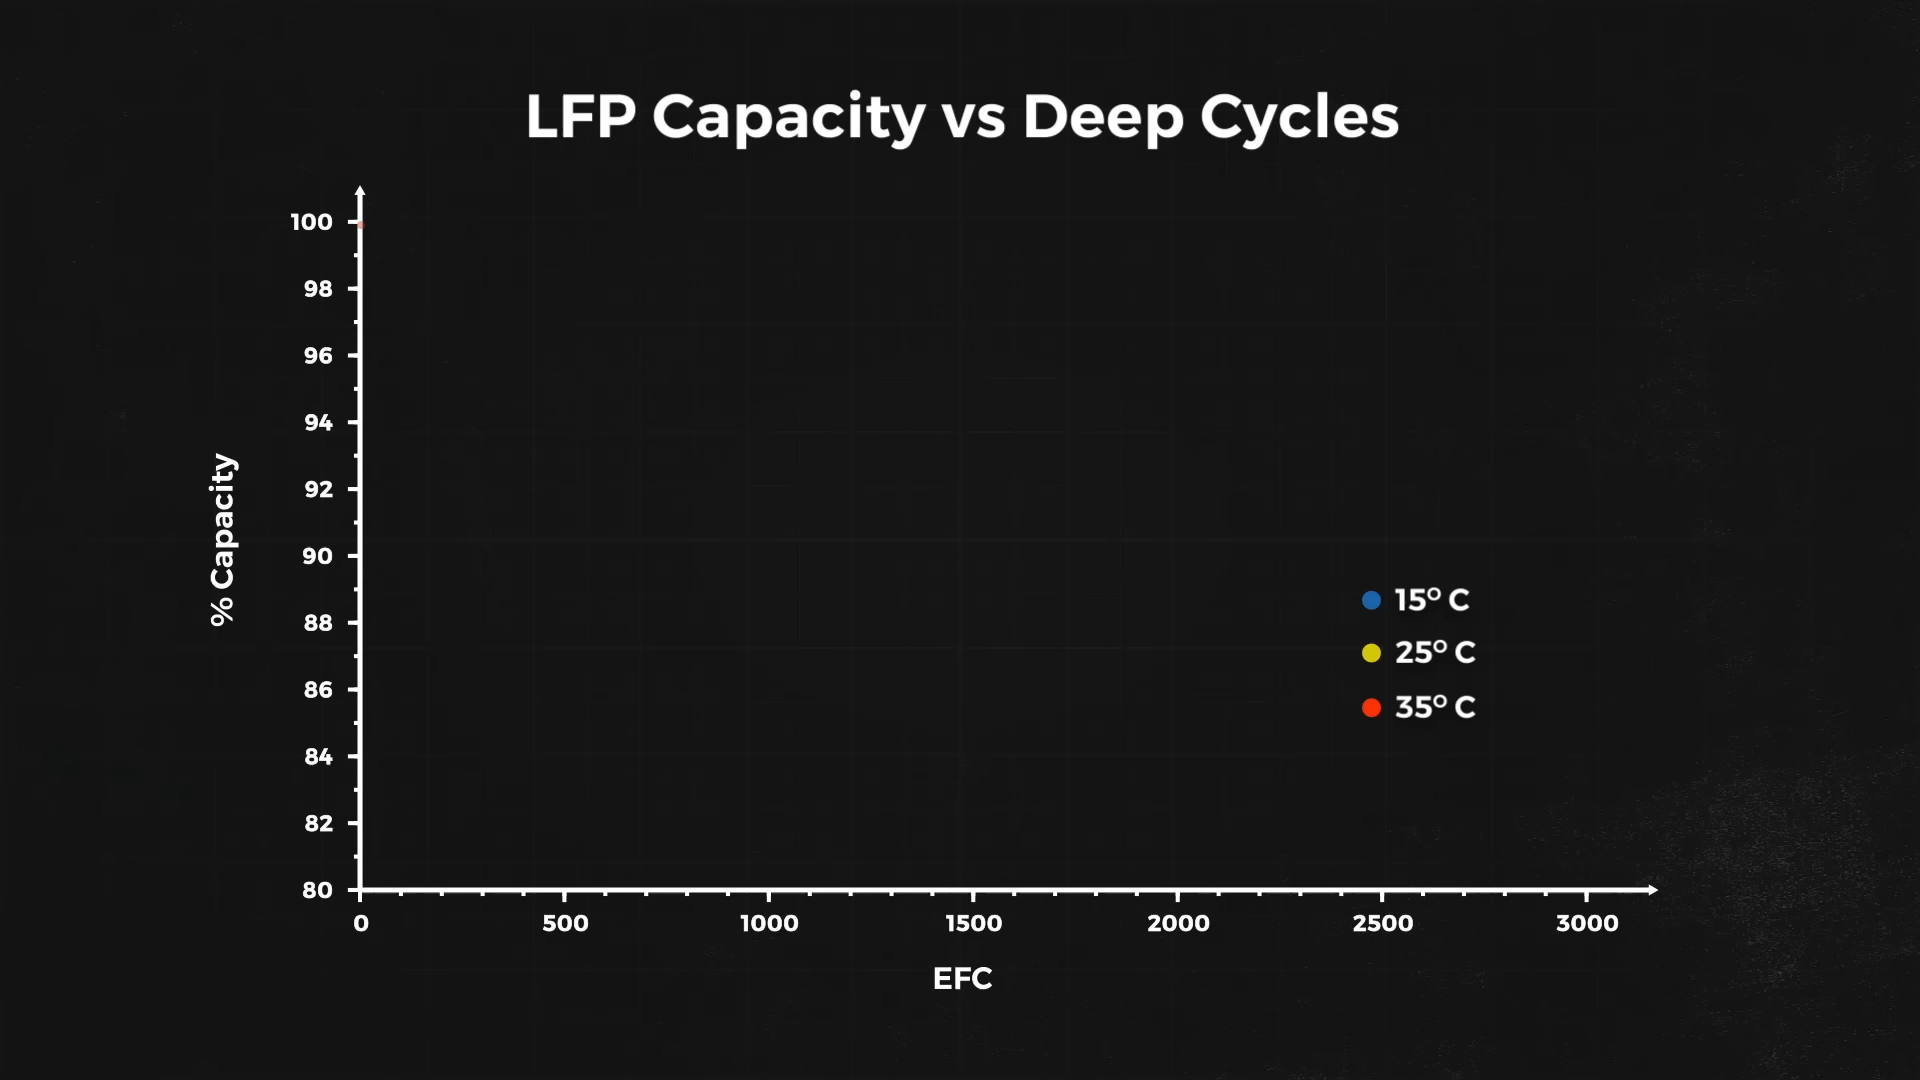 LFP Capacity vs Deep Cycles
100
98
96
94
92
90
88
86
84
82
80
% Capacity
15° C
25° C
35° C
0 500 1000 1500 2000 2500 3000
EFC